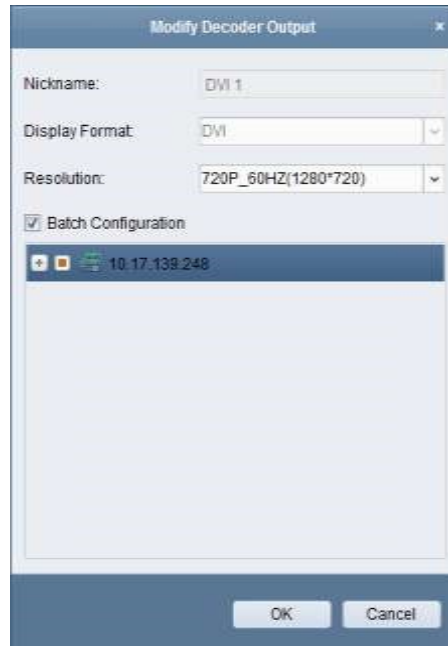 Modify Decoder Output ×
Nickname: DVI 1
Display Format: DVI
Resolution: 720P_60HZ(1280*720)
Batch Configuration
10.17.139.248
OK Cancel